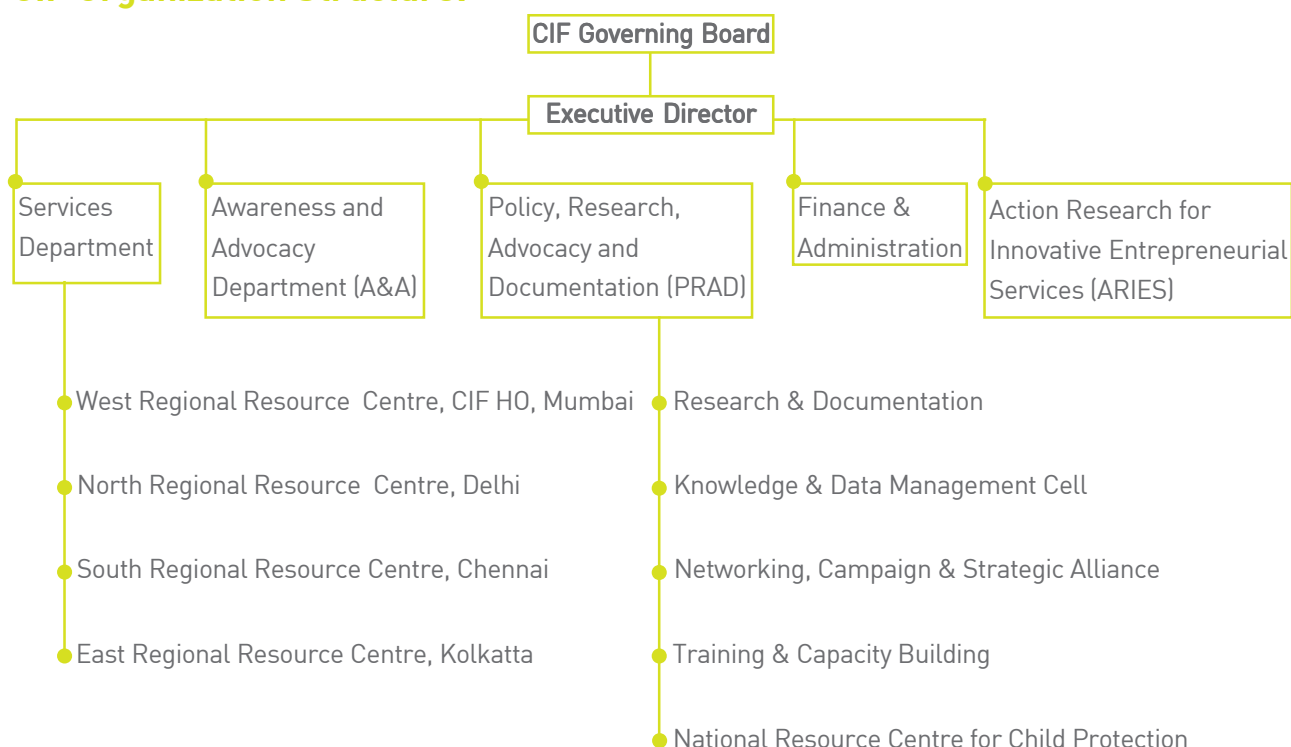 CIF Governing Board
Executive Director
Services
Department
Awareness and
Advocacy
Department (A&A)
Policy, Research,
Advocacy and
Documentation (PRAD)
Finance &
Administration
Action Research for
Innovative Entrepreneurial
Services (ARIES)
West Regional Resource Centre, CIF HO, Mumbai
North Regional Resource Centre, Delhi
South Regional Resource Centre, Chennai
East Regional Resource Centre, Kolkatta
Research & Documentation
Knowledge & Data Management Cell
Networking, Campaign & Strategic Alliance
Training & Capacity Building
National Resource Centre for Child Protection